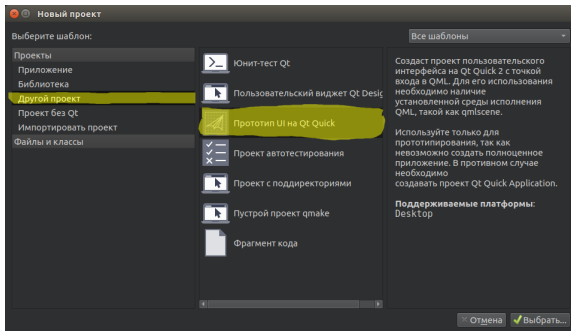 Новый проект
Выберите шаблон:
Все шаблоны
Проекты
Приложение
Библиотека
Другой проект
Проект без Qt
Импортировать проект
Файлы и классы
Юнит-тест Qt
Пользовательский виджет Qt Desig
Прототип UI на Qt Quick
Проект автотестирования
Проект с поддиректориями
Пустрой проект qmake
Фрагмент кода
Создаст проект пользовательского
интерфейса на Qt Quick 2 с точкой
входа в QML. Для его использования
необходимо наличие
установленной среды исполнения
QML, такой как qmlscene.
Используйте только для
прототипирования, так как
невозможно создать полноценное
приложение. В противном случае
необходимо
создавать проект Qt Quick Application.
Поддерживаемые платформы:
Desktop
Отмена
Выбрать...